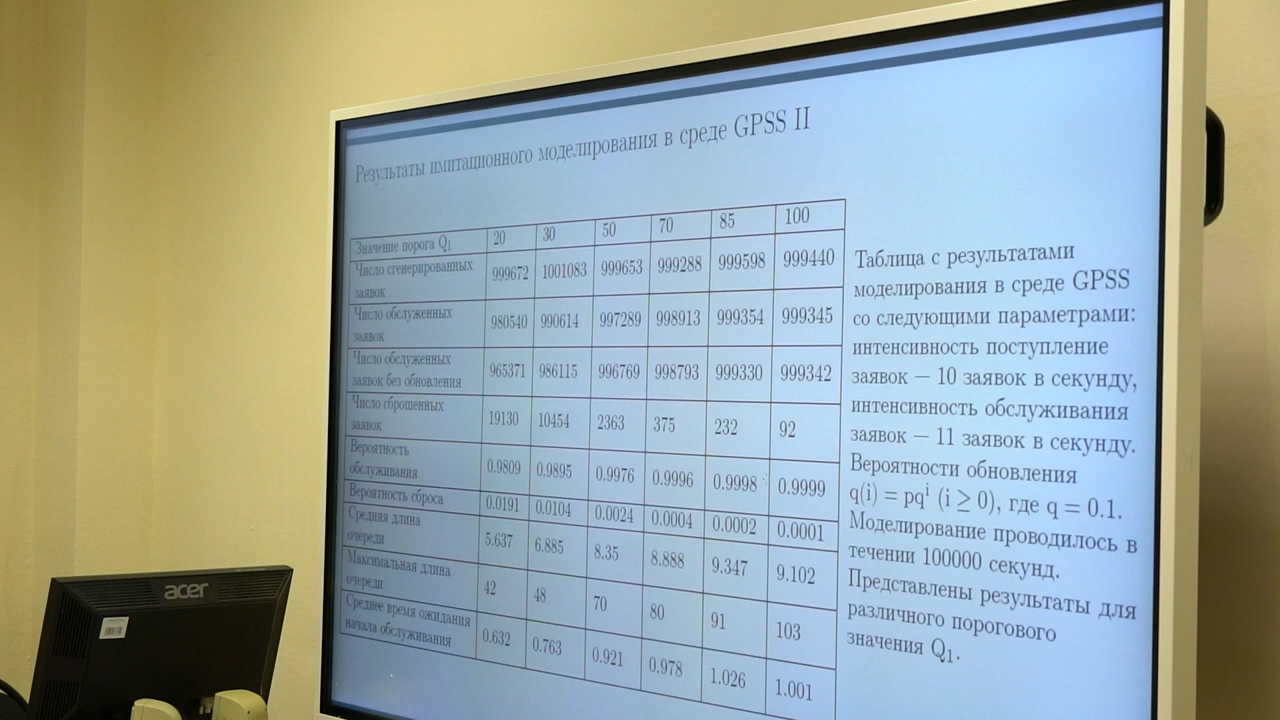 Результаты имитационного моделирования в среде GPSS II
Значение порога Q1 20 30 50 70 85 100
Число сгенерированных
заявок 999672 1001083 999653 999288 999598 999440
Число обслуженных
заявок 980540 990614 997289 998913 999354 999345
Число обслуженных
заявок без обновления 965371 986115 996769 998793 999330 999342
Число сброшенных
заявок 19130 10454 2363 375 232 92
Вероятность
обслуживания 0.9809 0.9895 0.9976 0.9996 0.9998 0.9999
Вероятность сброса 0.0191 0.0104 0.0024 0.0004 0.0002 0.0001
Средняя длина
очереди 5.637 6.885 8.35 8.888 9.347 9.102
Максимальная длина
очереди 42 48 70 80 91 103
Среднее время ожидания
начала обслуживания 0.632 0.763 0.921 0.978 1.026 1.001
Таблица с результатами
моделирования в среде GPSS
со следующими параметрами:
интенсивность поступление
заявок — 10 заявок в секунду,
интенсивность обслуживания
заявок — 11 заявок в секунду.
Вероятности обновления
q(i) = pqⁱ (i ≥ 0), где q = 0.1.
Моделирование проводилось в
течении 100000 секунд.
Представлены результаты для
различного порогового
значения Q1.
acer